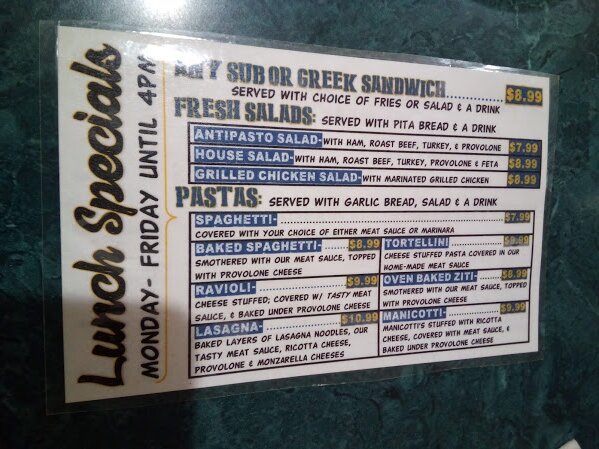 Lunch Specials
MONDAY- FRIDAY UNTIL 4PM
ANY SUB OR GREEK SANDWICH.......... $8.99
SERVED WITH CHOICE OF FRIES OR SALAD & A DRINK
FRESH SALADS: SERVED WITH PITA BREAD & A DRINK
ANTIPASTO SALAD-WITH HAM, ROAST BEEF, TURKEY, & PROVOLONE $7.99
HOUSE SALAD-WITH HAM, ROAST BEEF, TURKEY, PROVOLONE & FETA $8.99
GRILLED CHICKEN SALAD-WITH MARINATED GRILLED CHICKEN $8.99
PASTAS: SERVED WITH GARLIC BREAD, SALAD & A DRINK
SPAGHETTI- $7.99
COVERED WITH YOUR CHOICE OF EITHER MEAT SAUCE OR MARINARA
BAKED SPAGHETTI- $8.99
SMOTHERED WITH OUR MEAT SAUCE, TOPPED
WITH PROVOLONE CHEESE
RAVIOLI- $9.99
CHEESE STUFFED; COVERED W/ TASTY MEAT
SAUCE, & BAKED UNDER PROVOLONE CHEESE
LASAGNA- $10.99
BAKED LAYERS OF LASAGNA NOODLES, OUR
TASTY MEAT SAUCE, RICOTTA CHEESE,
PROVOLONE & MONZARELLA CHEESES
TORTELLINI $9.99
CHEESE STUFFED PASTA COVERED IN OUR
HOME-MADE MEAT SAUCE
OVEN BAKED ZITI- $8.99
SMOTHERED WITH OUR MEAT SAUCE, TOPPED
WITH PROVOLONE CHEESE
MANICOTTI- $9.99
MANICOTTI'S STUFFED WITH RICOTTA
CHEESE, COVERED WITH MEAT SAUCE, &
BAKED UNDER PROVOLONE CHEESE